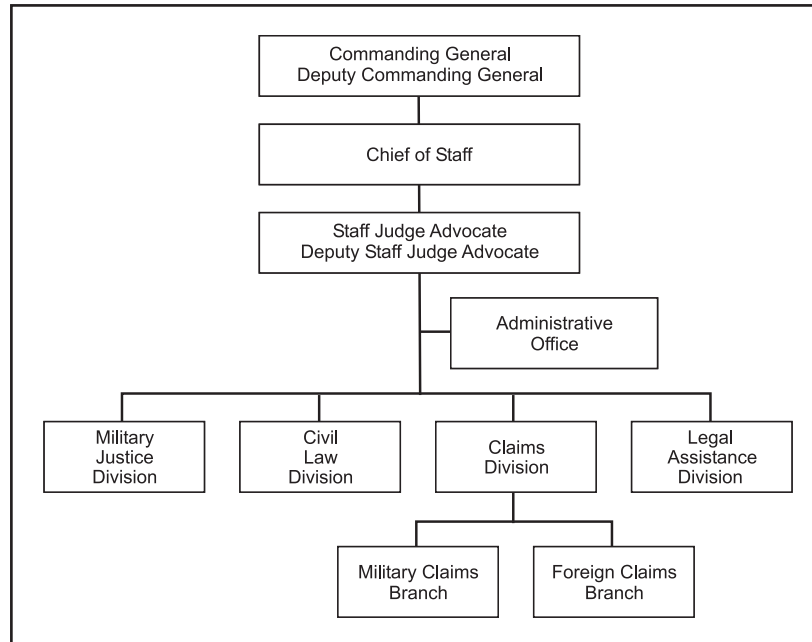 Commanding General
Deputy Commanding General
Chief of Staff
Staff Judge Advocate
Deputy Staff Judge Advocate
Administrative
Office
Military
Justice
Division
Civil
Law
Division
Claims
Division
Legal
Assistance
Division
Military Claims
Branch
Foreign Claims
Branch